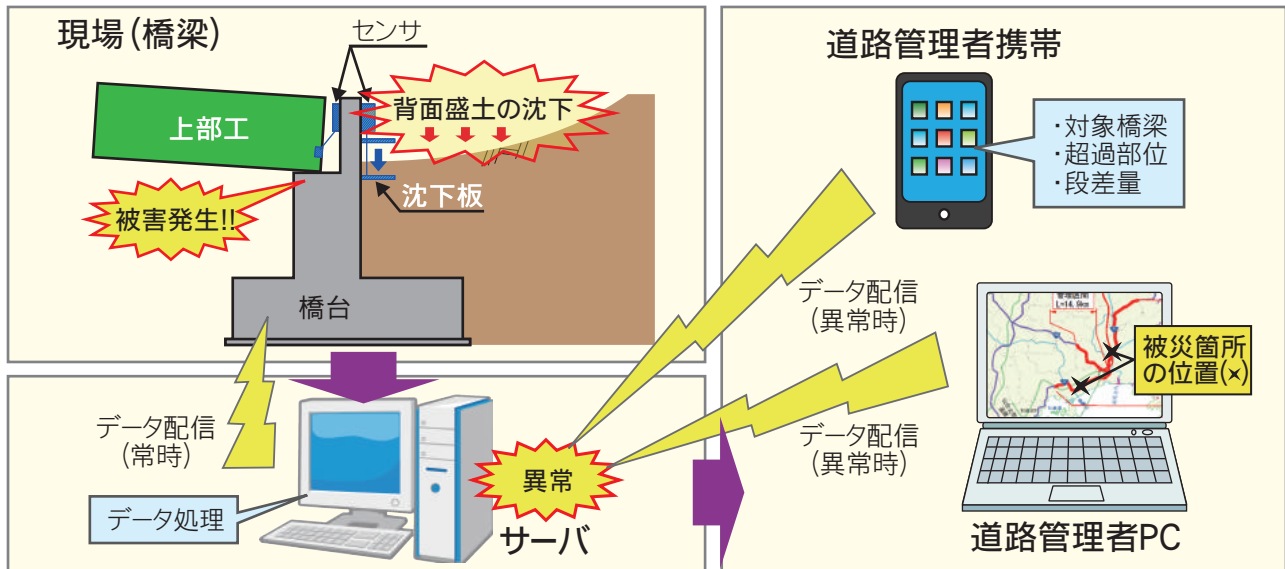 現場(橋梁)
センサ
上部工
背面盛土の沈下
沈下板
被害発生!!
橋台
データ配信
(常時)
データ処理
異常
サーバ
道路管理者携帯
・対象橋梁
・超過部位
・段差量
データ配信
(異常時)
データ配信
(異常時)
L=14.6km
被災箇所
の位置(×)
道路管理者PC